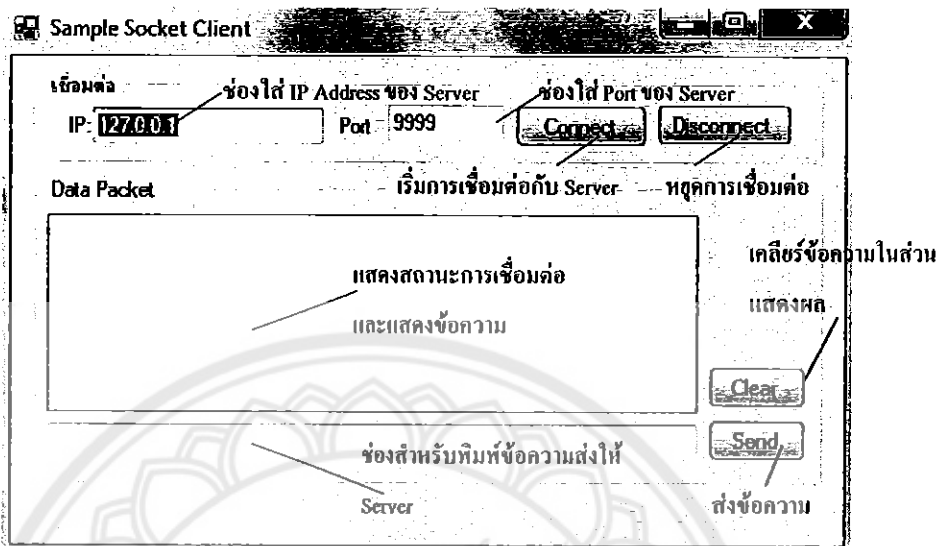 Sample Socket Client
X
เชื่อมต่อ
ช่องใส่ IP Address ของ Server
ช่องใส่ Port ของ Server
IP: 127.0.0.1
Port 9999
Connect
Disconnect
เริ่มการเชื่อมต่อกับ Server
หยุดการเชื่อมต่อ
Data Packet
เคลียร์ข้อความในส่วน
แสดงผล
แสดงสถานะการเชื่อมต่อ
และแสดงข้อความ
Clear
Send
ช่องสำหรับพิมพ์ข้อความส่งให้
Server
ส่งข้อความ